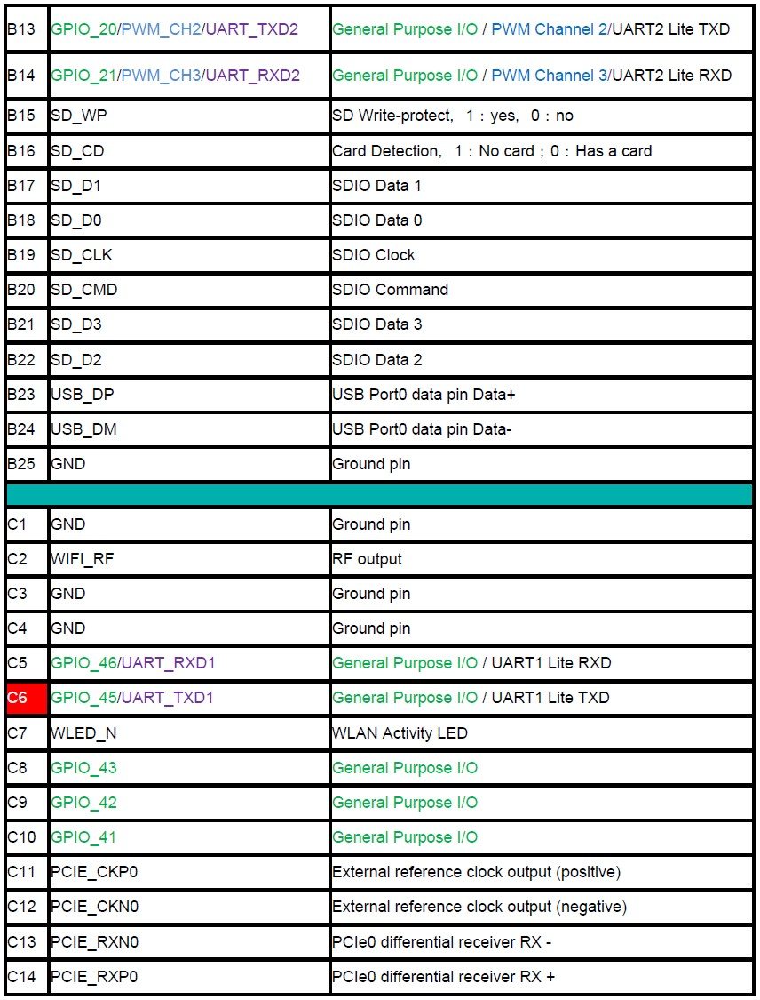 B13 GPIO_20/PWM_CH2/UART_TXD2 General Purpose I/O / PWM Channel 2/UART2 Lite TXD
B14 GPIO_21/PWM_CH3/UART_RXD2 General Purpose I/O / PWM Channel 3/UART2 Lite RXD
B15 SD_WP SD Write-protect, 1：yes, 0：no
B16 SD_CD Card Detection, 1：No card；0：Has a card
B17 SD_D1 SDIO Data 1
B18 SD_D0 SDIO Data 0
B19 SD_CLK SDIO Clock
B20 SD_CMD SDIO Command
B21 SD_D3 SDIO Data 3
B22 SD_D2 SDIO Data 2
B23 USB_DP USB Port0 data pin Data+
B24 USB_DM USB Port0 data pin Data-
B25 GND Ground pin
C1 GND Ground pin
C2 WIFI_RF RF output
C3 GND Ground pin
C4 GND Ground pin
C5 GPIO_46/UART_RXD1 General Purpose I/O / UART1 Lite RXD
C6 GPIO_45/UART_TXD1 General Purpose I/O / UART1 Lite TXD
C7 WLED_N WLAN Activity LED
C8 GPIO_43 General Purpose I/O
C9 GPIO_42 General Purpose I/O
C10 GPIO_41 General Purpose I/O
C11 PCIE_CKP0 External reference clock output (positive)
C12 PCIE_CKN0 External reference clock output (negative)
C13 PCIE_RXN0 PCIe0 differential receiver RX -
C14 PCIE_RXP0 PCIe0 differential receiver RX +